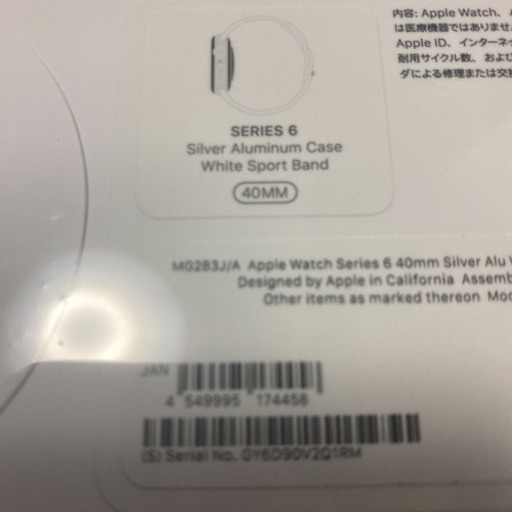 内容: Apple Watch、
は医療機器ではありませ
Apple ID、インターネッ
耐用サイクル数、および
ダによる修理または交換
SERIES 6
Silver Aluminum Case
White Sport Band
40MM
MG283J/A Apple Watch Series 6 40mm Silver Alu
Designed by Apple in California Assemb
Other items as marked thereon Mod
JAN
4 549995 174458
(S) Serial No. GY6D90V2Q1RM